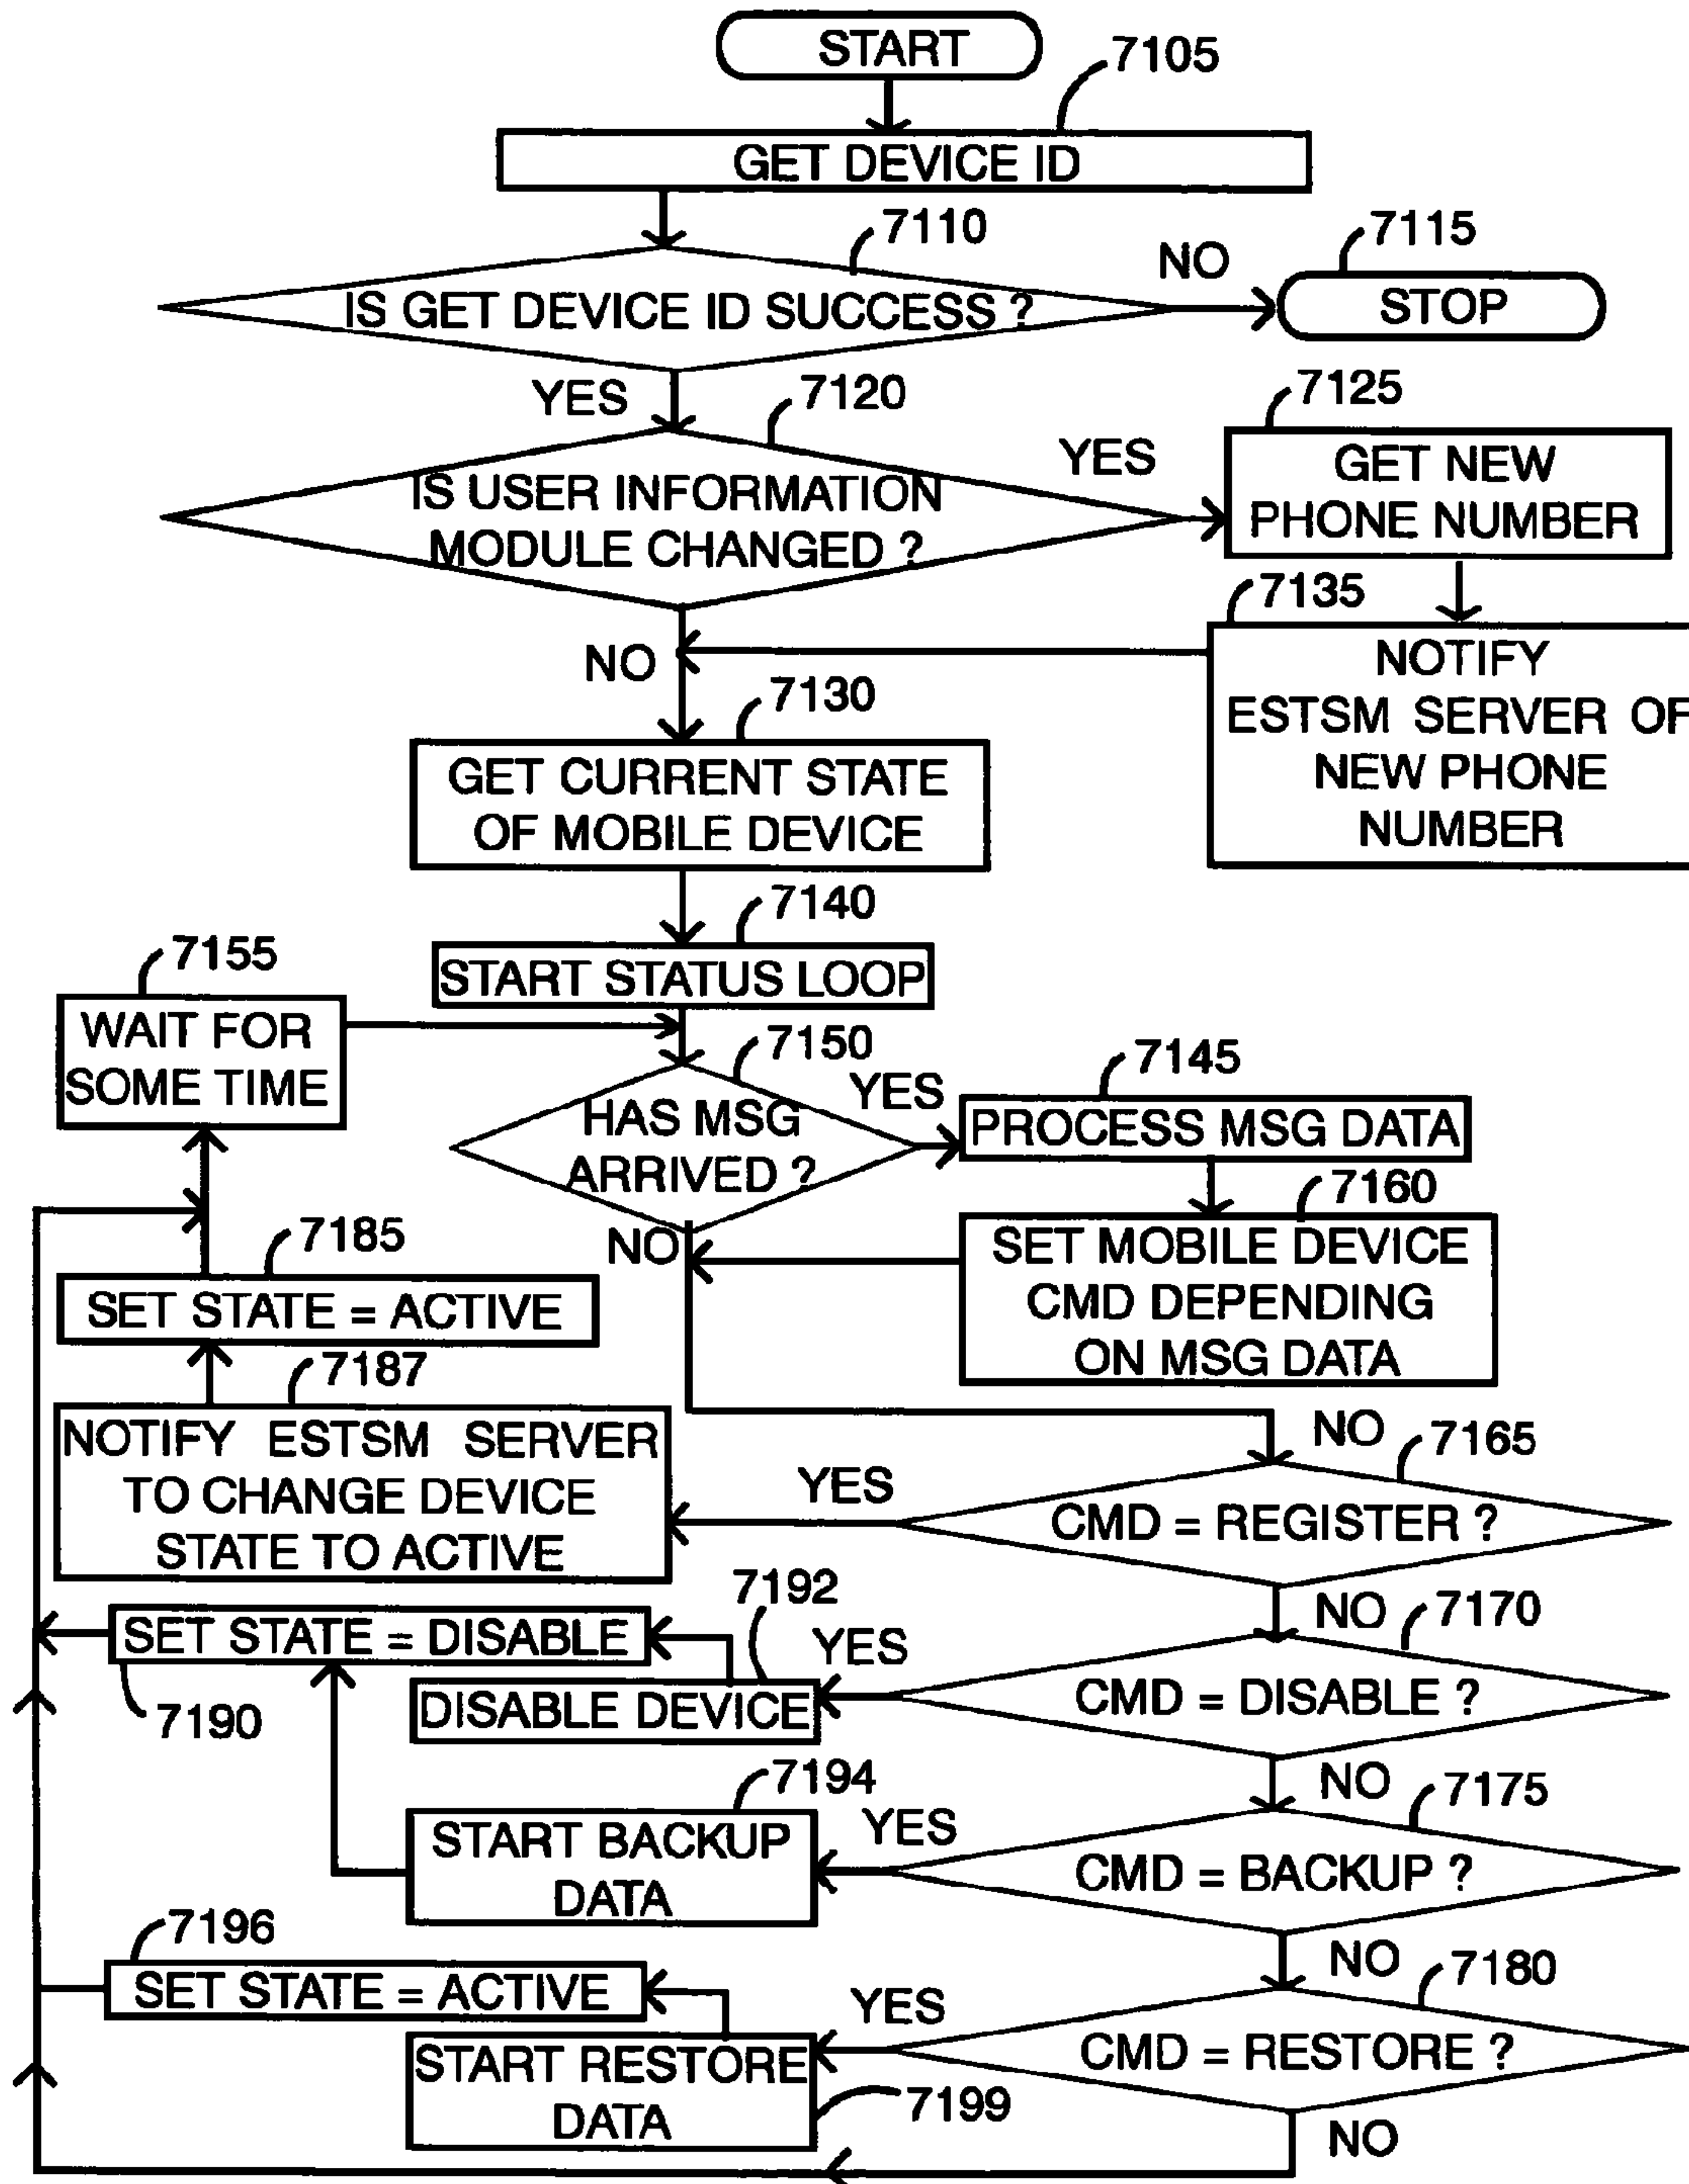 START
7105
GET DEVICE ID
7110
NO
7115
IS GET DEVICE ID SUCCESS ?
STOP
YES
7120
7125
YES
GET NEW
PHONE NUMBER
IS USER INFORMATION
MODULE CHANGED ?
7135
NO
NOTIFY
ESTSM SERVER OF
NEW PHONE
NUMBER
7130
GET CURRENT STATE
OF MOBILE DEVICE
7140
START STATUS LOOP
7155
WAIT FOR
SOME TIME
7150
HAS MSG
ARRIVED ?
YES
7145
PROCESS MSG DATA
7160
SET MOBILE DEVICE
CMD DEPENDING
ON MSG DATA
NO
7185
SET STATE = ACTIVE
7187
NOTIFY ESTSM SERVER
TO CHANGE DEVICE
STATE TO ACTIVE
NO
7165
YES
CMD = REGISTER ?
7192
NO
7170
SET STATE = DISABLE
7190
YES
DISABLE DEVICE
CMD = DISABLE ?
7194
NO
7175
START BACKUP
DATA
YES
CMD = BACKUP ?
7196
NO
7180
SET STATE = ACTIVE
YES
START RESTORE
DATA
7199
CMD = RESTORE ?
NO